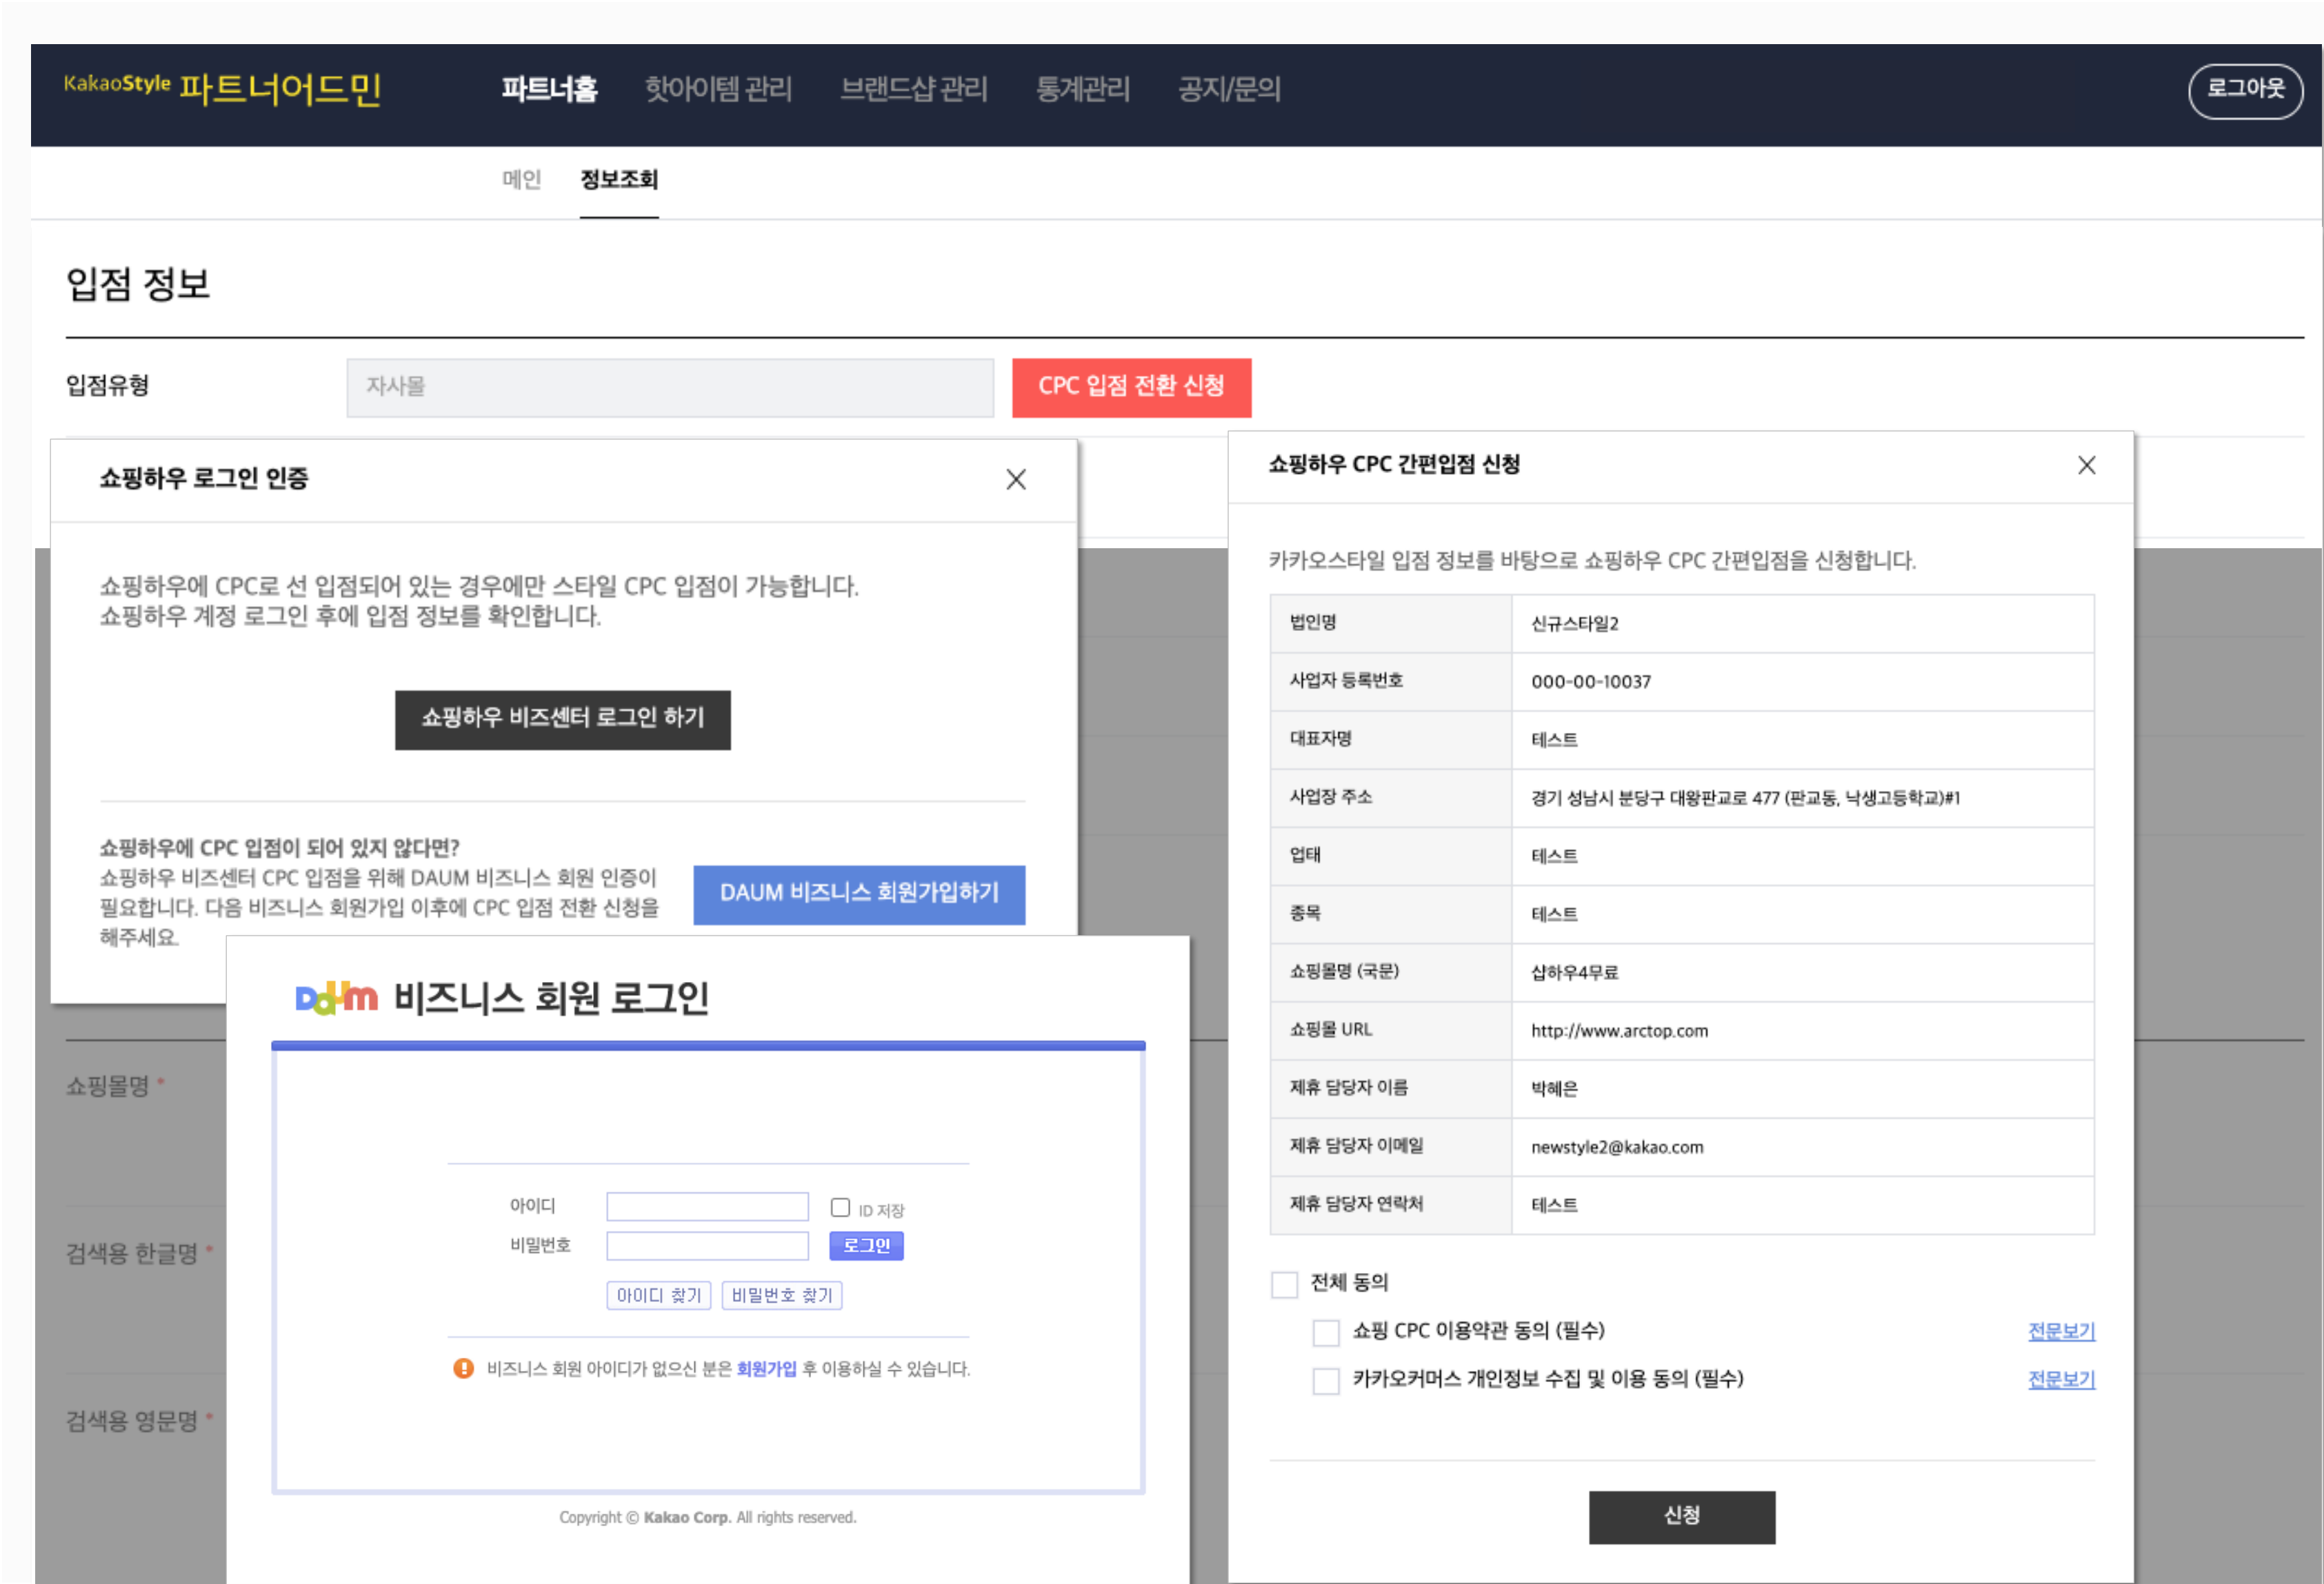 KakaoStyle 파트너어드민
파트너홈 핫아이템 관리 브랜드샵 관리 통계관리 공지/문의
로그아웃
메인 정보조회
입점 정보
입점유형
자사몰
CPC 입점 전환 신청
쇼핑하우 로그인 인증
쇼핑하우에 CPC로 선 입점되어 있는 경우에만 스타일 CPC 입점이 가능합니다.
쇼핑하우 계정 로그인 후에 입점 정보를 확인합니다.
쇼핑하우 비즈센터 로그인 하기
쇼핑하우에 CPC 입점이 되어 있지 않다면?
쇼핑하우 비즈센터 CPC 입점을 위해 DAUM 비즈니스 회원 인증이
필요합니다. 다음 비즈니스 회원가입 이후에 CPC 입점 전환 신청을
해주세요.
DAUM 비즈니스 회원가입하기
Daum 비즈니스 회원 로그인
아이디
ID 저장
비밀번호
로그인
아이디 찾기 비밀번호 찾기
비즈니스 회원 아이디가 없으신 분은 회원가입 후 이용하실 수 있습니다.
Copyright © Kakao Corp. All rights reserved.
쇼핑몰명 *
검색용 한글명 *
검색용 영문명 *
쇼핑하우 CPC 간편입점 신청
카카오스타일 입점 정보를 바탕으로 쇼핑하우 CPC 간편입점을 신청합니다.
법인명 신규스타일2
사업자 등록번호 000-00-10037
대표자명 테스트
사업장 주소 경기 성남시 분당구 대왕판교로 477 (판교동, 낙생고등학교)#1
업태 테스트
종목 테스트
쇼핑몰명 (국문) 샵하우4무료
쇼핑몰 URL http://www.arctop.com
제휴 담당자 이름 박혜은
제휴 담당자 이메일 newstyle2@kakao.com
제휴 담당자 연락처 테스트
전체 동의
쇼핑 CPC 이용약관 동의 (필수) 전문보기
카카오커머스 개인정보 수집 및 이용 동의 (필수) 전문보기
신청